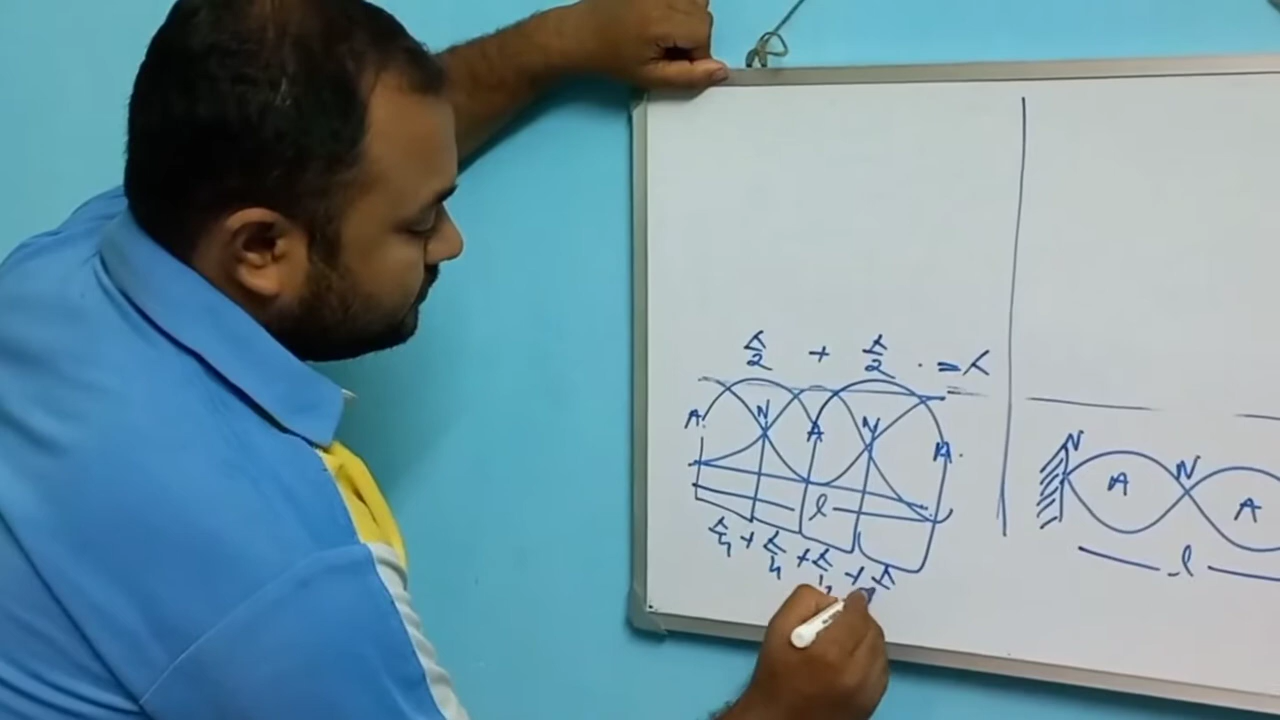 λ/2 + λ/2 . = λ
A. N A N A.
l
λ/4 + λ/4 + λ/4 + λ/4
N A N A
l